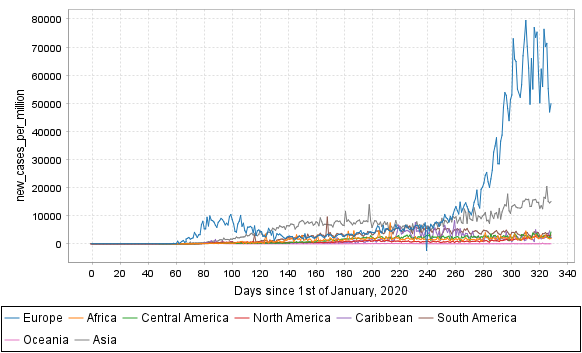 80000
70000
60000
50000
40000
30000
20000
10000
0
new_cases_per_million
0 20 40 60 80 100 120 140 160 180 200 220 240 260 280 300 320 340
Days since 1st of January, 2020
Europe Africa Central America North America Caribbean South America
Oceania Asia